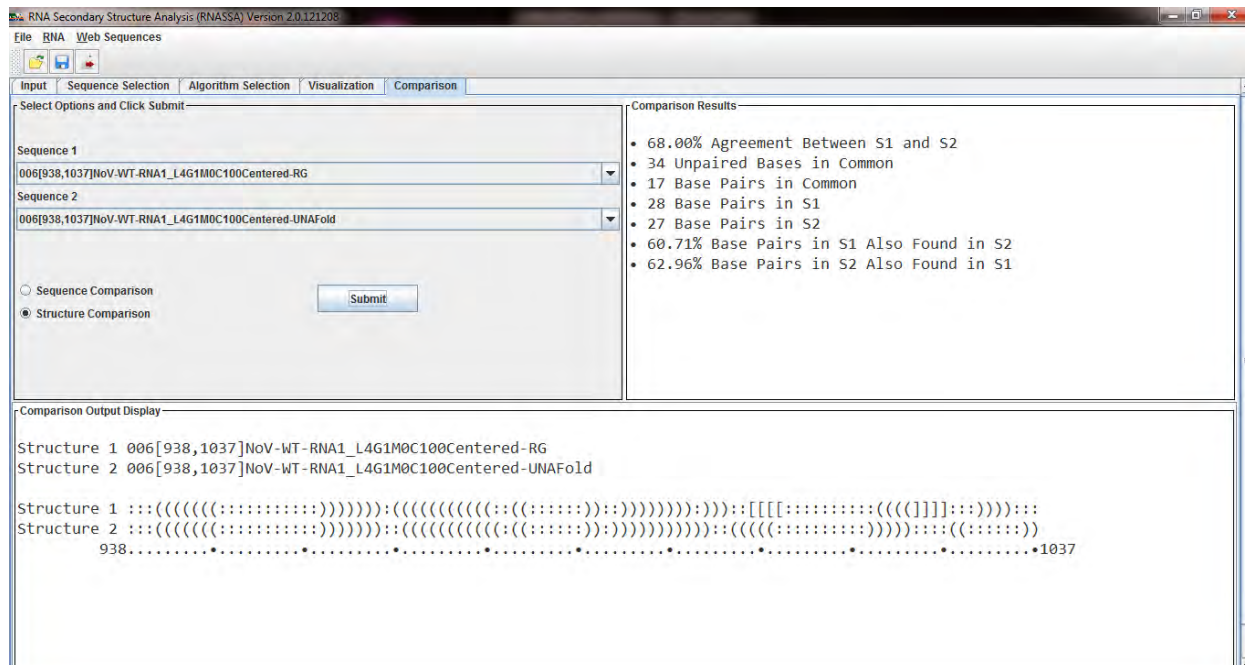 RNA Secondary Structure Analysis (RNASSA) Version 2.0.121208
File RNA Web Sequences
Input Sequence Selection Algorithm Selection Visualization Comparison
Select Options and Click Submit
Sequence 1
006[938,1037]NoV-WT-RNA1_L4G1M0C100Centered-RG
Sequence 2
006[938,1037]NoV-WT-RNA1_L4G1M0C100Centered-UNAFold
Sequence Comparison
Structure Comparison
Submit
Comparison Results
• 68.00% Agreement Between S1 and S2
• 34 Unpaired Bases in Common
• 17 Base Pairs in Common
• 28 Base Pairs in S1
• 27 Base Pairs in S2
• 60.71% Base Pairs in S1 Also Found in S2
• 62.96% Base Pairs in S2 Also Found in S1
Comparison Output Display
Structure 1 006[938,1037]NoV-WT-RNA1_L4G1M0C100Centered-RG
Structure 2 006[938,1037]NoV-WT-RNA1_L4G1M0C100Centered-UNAFold
Structure 1 :::(((((((:::::::::::))))))):(((((((((((::((::::::))::)):)))))))):)))::[[[[::::::::::((((]]]]:::)))):::
Structure 2 :::(((((((:::::::::::)))))))::(((((((((((:((::::::)):)))))))))))::(((((::::::::::)))))::::((::::::))
938.........•.........•.........•.........•.........•.........•.........•.........•.........•.........•1037